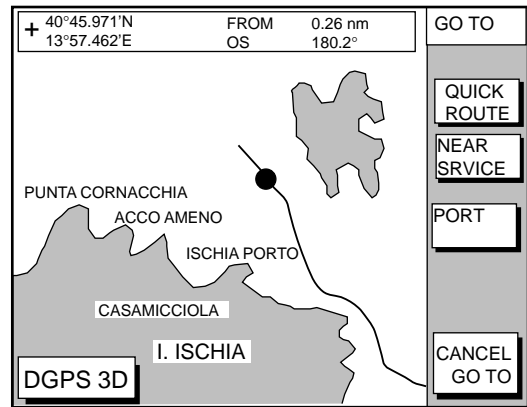 + 40°45.971'N FROM 0.26 nm
13°57.462'E OS 180.2°
GO TO
QUICK
ROUTE
NEAR
SRVICE
PORT
CANCEL
GO TO
PUNTA CORNACCHIA
ACCO AMENO
ISCHIA PORTO
CASAMICCIOLA
I. ISCHIA
DGPS 3D